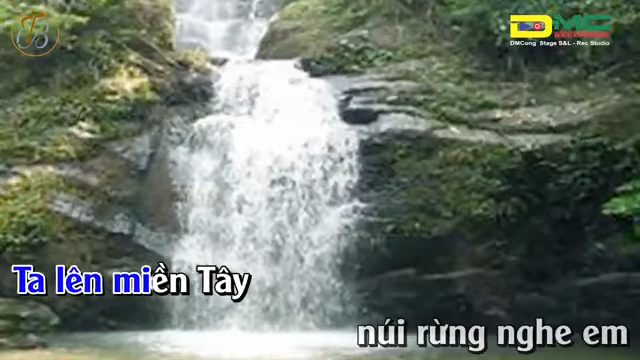 DMC
DMCong Stage S&L - Rec Studio
Ta lên miền Tây
núi rừng nghe em